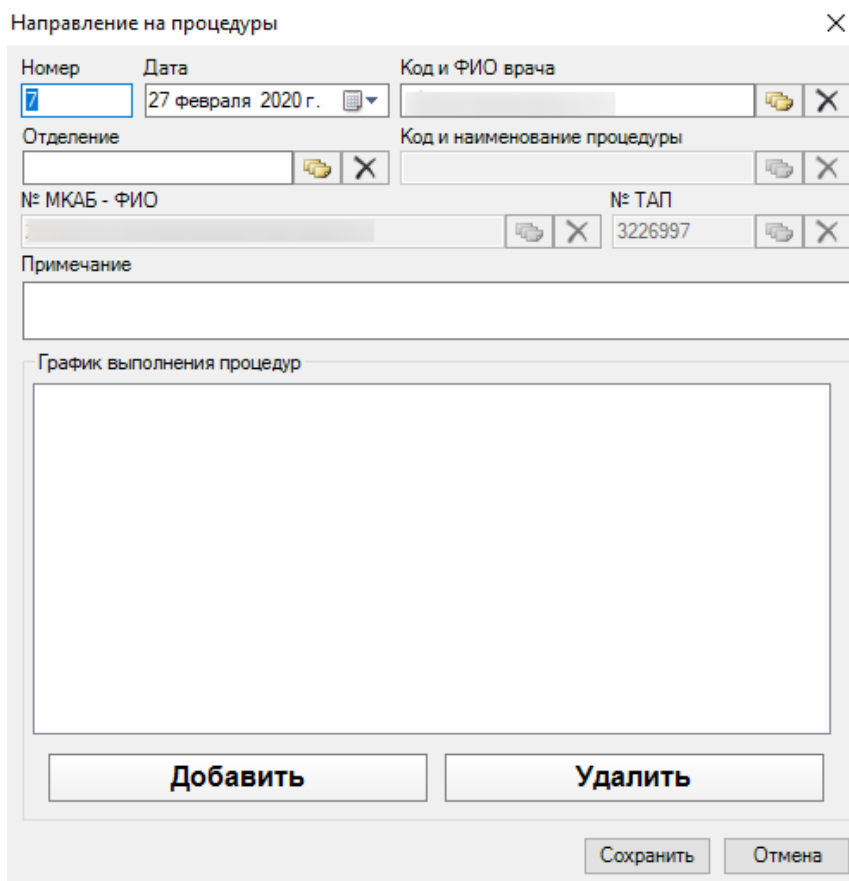 Направление на процедуры
Номер Дата Код и ФИО врача
7 27 февраля 2020 г.
Отделение Код и наименование процедуры
№ МКАБ - ФИО № ТАП
3226997
Примечание
График выполнения процедур
Добавить Удалить
Сохранить Отмена